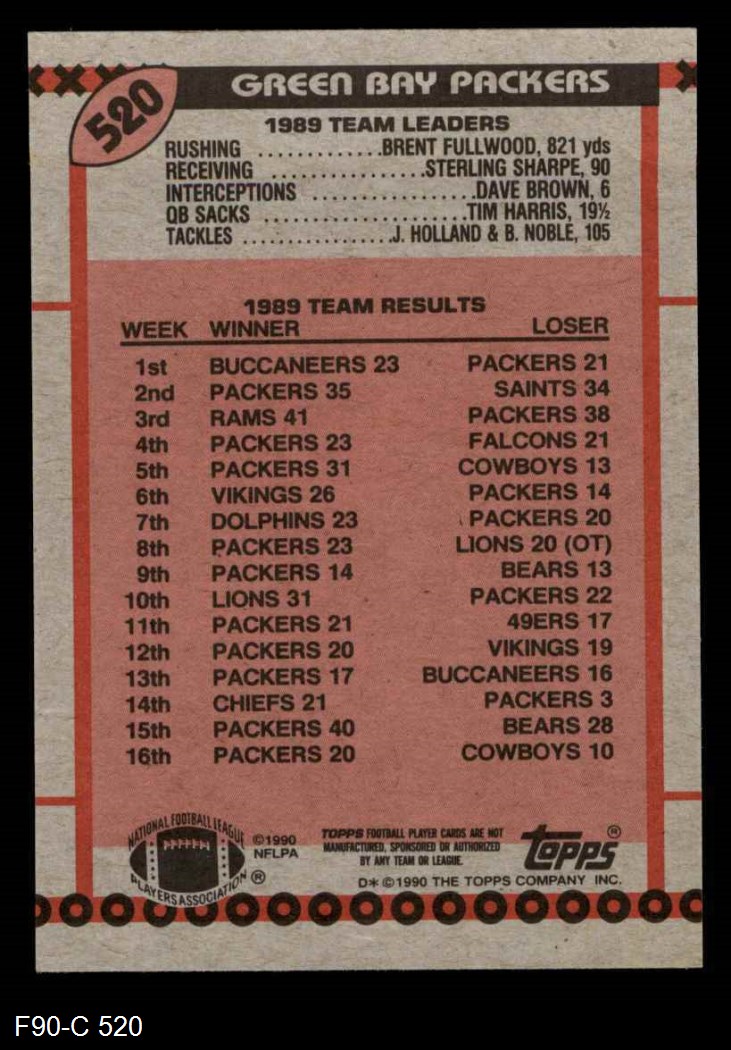 520
GREEN BAY PACKERS
1989 TEAM LEADERS
RUSHING .............BRENT FULLWOOD, 821 yds
RECEIVING .................STERLING SHARPE, 90
INTERCEPTIONS .................DAVE BROWN, 6
QB SACKS .....................TIM HARRIS, 19½
TACKLES ................J. HOLLAND & B. NOBLE, 105
1989 TEAM RESULTS
WEEK WINNER LOSER
1st BUCCANEERS 23 PACKERS 21
2nd PACKERS 35 SAINTS 34
3rd RAMS 41 PACKERS 38
4th PACKERS 23 FALCONS 21
5th PACKERS 31 COWBOYS 13
6th VIKINGS 26 PACKERS 14
7th DOLPHINS 23 PACKERS 20
8th PACKERS 23 LIONS 20 (OT)
9th PACKERS 14 BEARS 13
10th LIONS 31 PACKERS 22
11th PACKERS 21 49ERS 17
12th PACKERS 20 VIKINGS 19
13th PACKERS 17 BUCCANEERS 16
14th CHIEFS 21 PACKERS 3
15th PACKERS 40 BEARS 28
16th PACKERS 20 COWBOYS 10
NATIONAL FOOTBALL LEAGUE
PLAYERS ASSOCIATION ®
©1990
NFLPA
TOPPS FOOTBALL PLAYER CARDS ARE NOT
MANUFACTURED, SPONSORED OR AUTHORIZED
BY ANY TEAM OR LEAGUE.
topps®
D* © 1990 THE TOPPS COMPANY INC.
F90-C 520